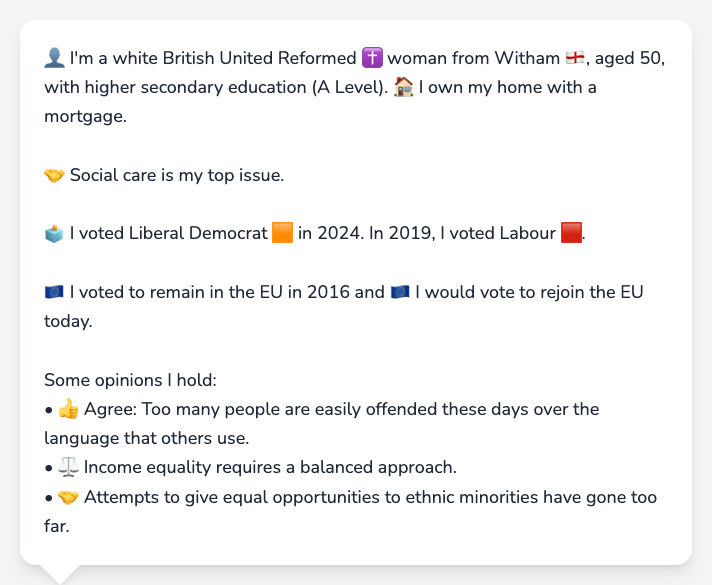 👤 I'm a white British United Reformed ✝️ woman from Witham 🏴󠁧󠁢󠁥󠁮󠁧󠁿, aged 50,
with higher secondary education (A Level). 🏠 I own my home with a
mortgage.
🤝 Social care is my top issue.
🗳️ I voted Liberal Democrat 🟧 in 2024. In 2019, I voted Labour 🟥.
🇪🇺 I voted to remain in the EU in 2016 and 🇪🇺 I would vote to rejoin the EU
today.
Some opinions I hold:
• 👍 Agree: Too many people are easily offended these days over the
language that others use.
• ⚖️ Income equality requires a balanced approach.
• 🤝 Attempts to give equal opportunities to ethnic minorities have gone too
far.